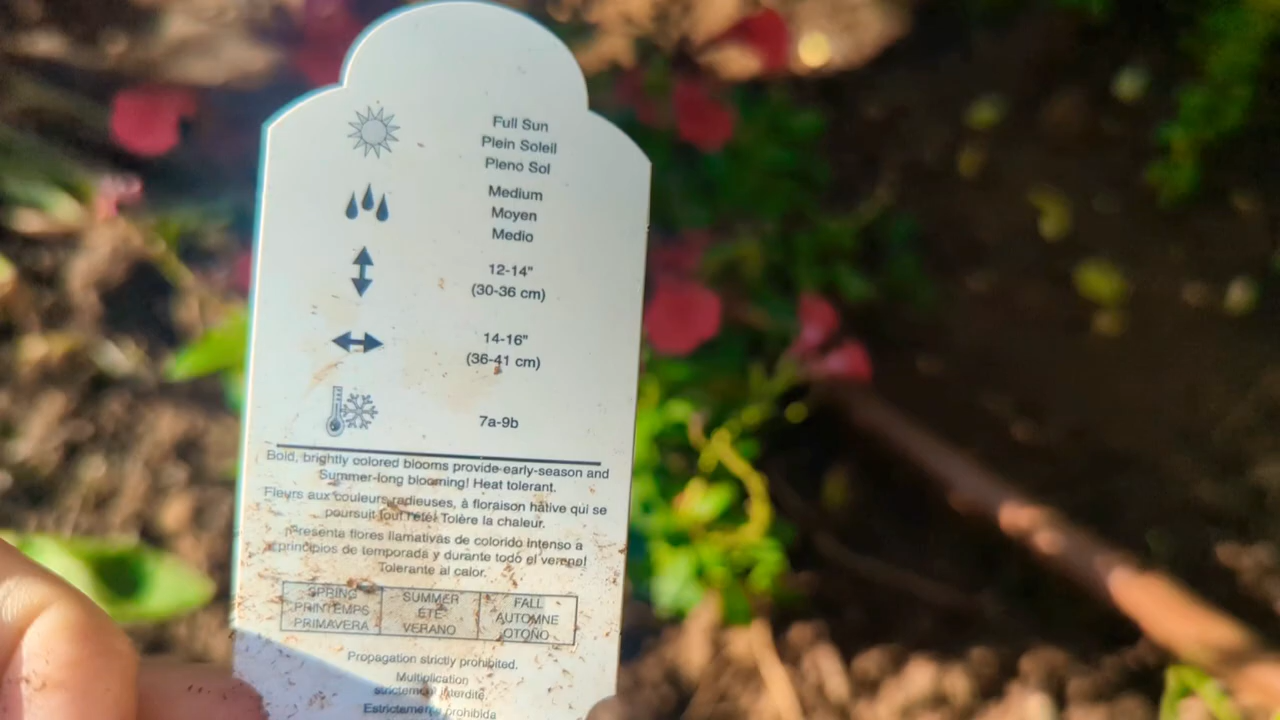 Full Sun
Plein Soleil
Pleno Sol
Medium
Moyen
Medio
12-14"
(30-36 cm)
14-16"
(36-41 cm)
7a-9b
Bold, brightly colored blooms provide early-season and
Summer-long blooming! Heat tolerant.
Fleurs aux couleurs radieuses, à floraison hâtive qui se
poursuit tout l'été! Tolère la chaleur.
Presenta flores llamativas de colorido intenso a
principios de temporada y durante todo el verano!
Tolerante al calor.
SPRING
PRINTEMPS
PRIMAVERA
SUMMER
ÉTÉ
VERANO
FALL
AUTOMNE
OTOÑO
Propagation strictly prohibited.
Multiplication
strictement interdite.
Estrictamente prohibida